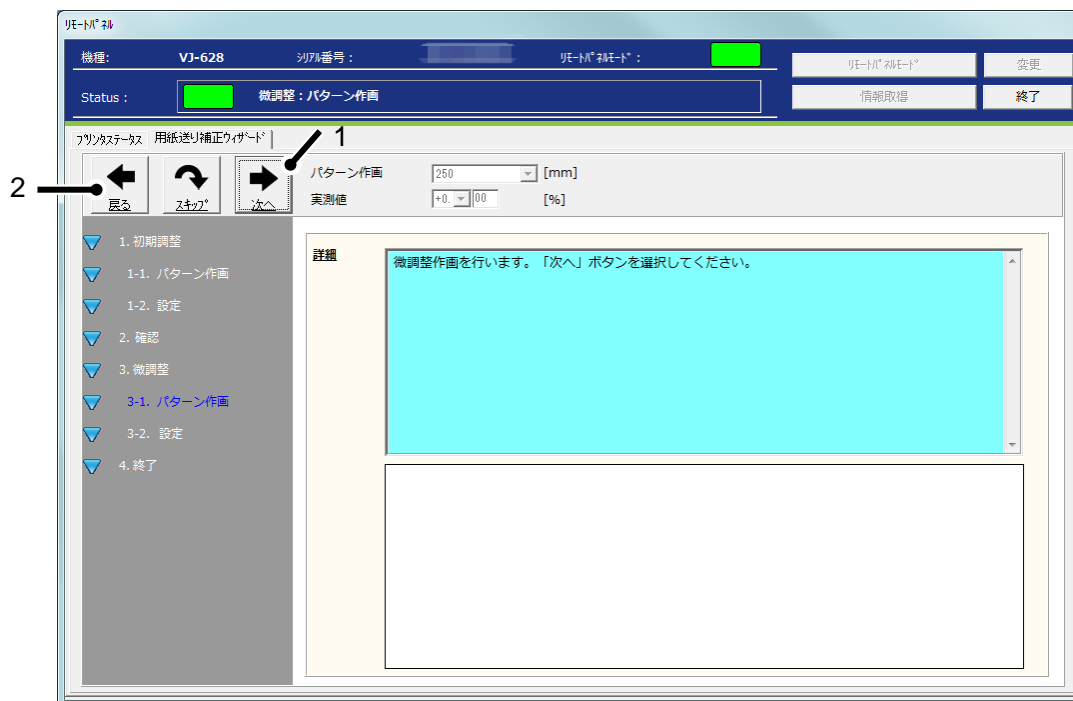 ﾘﾓｰﾄﾊﾟﾈﾙ
機種: VJ-628 ｼﾘｱﾙ番号： ﾘﾓｰﾄﾊﾟﾈﾙﾓｰﾄﾞ： ﾘﾓｰﾄﾊﾟﾈﾙﾓｰﾄﾞ 変更
Status： 微調整：パターン作画 情報取得 終了
ﾌﾟﾘﾝﾀｽﾃｰﾀｽ 用紙送り補正ｳｨｻﾞｰﾄﾞ 1
2
戻る ｽｷｯﾌﾟ 次へ
パターン作画 250 [mm]
実測値 +0. 00 [%]
1. 初期調整
1-1. パターン作画
1-2. 設定
2. 確認
3. 微調整
3-1. パターン作画
3-2. 設定
4. 終了
詳細
微調整作画を行います。「次へ」ボタンを選択してください。